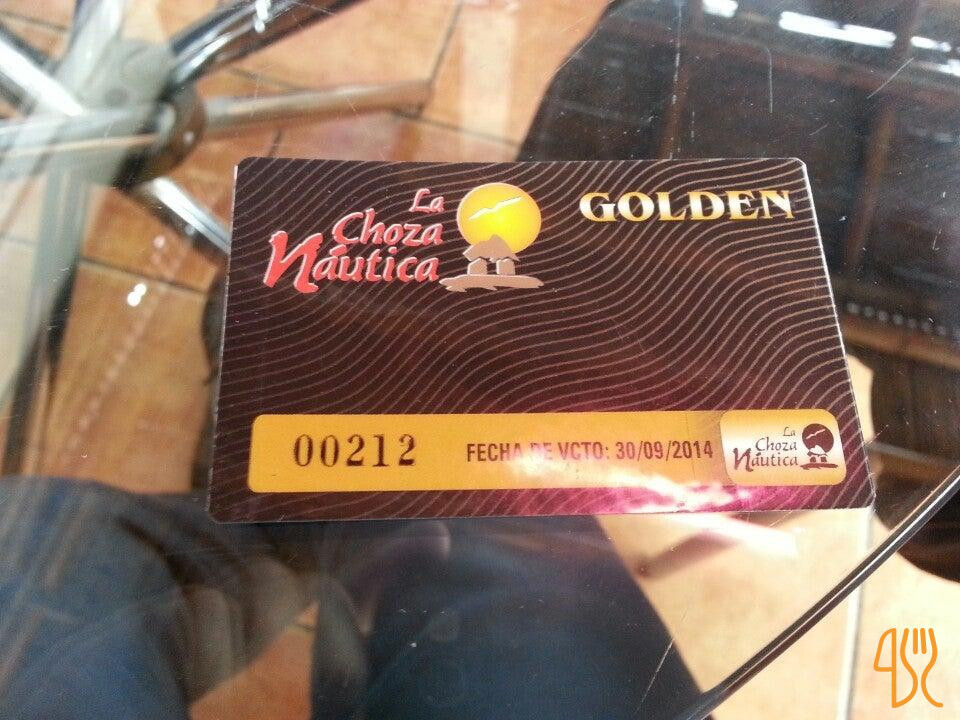 La
Choza
Náutica
GOLDEN
00212
FECHA DE VCTO: 30/09/2014
La
Choza
Náutica